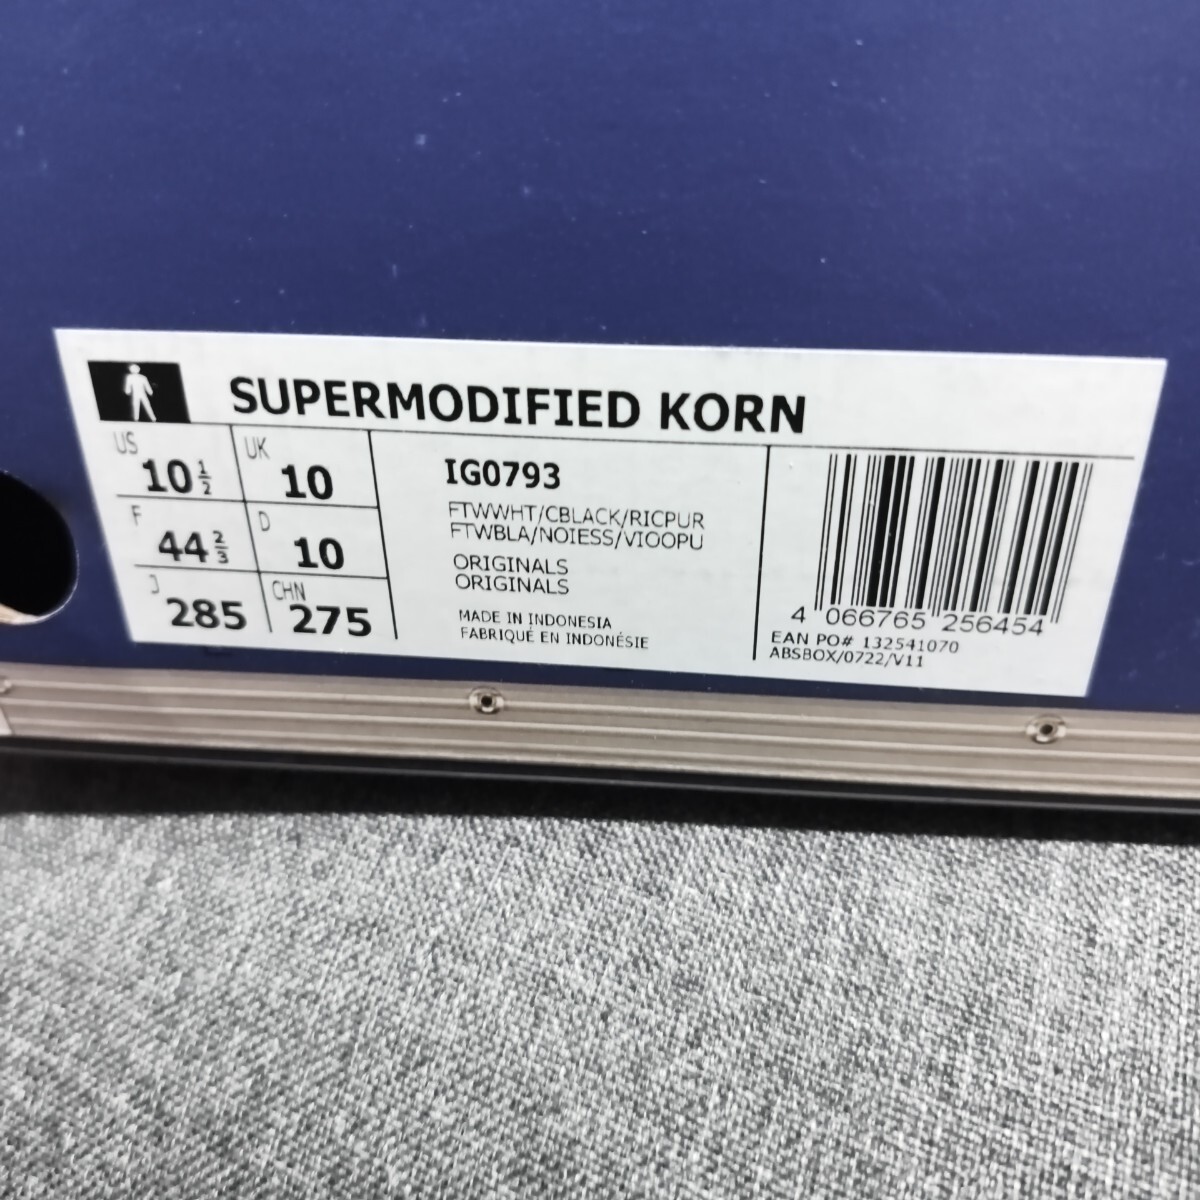 SUPERMODIFIED KORN
US 10 1/2 UK 10
F 44 2/3 D 10
J 285 CHN 275
IG0793
FTWWHT/CBLACK/RICPUR
FTWBLA/NOIESS/VIOOPU
ORIGINALS
ORIGINALS
MADE IN INDONESIA
FABRIQUÉ EN INDONÉSIE
4 066765 256454
EAN PO# 132541070
ABSBOX/0722/V11